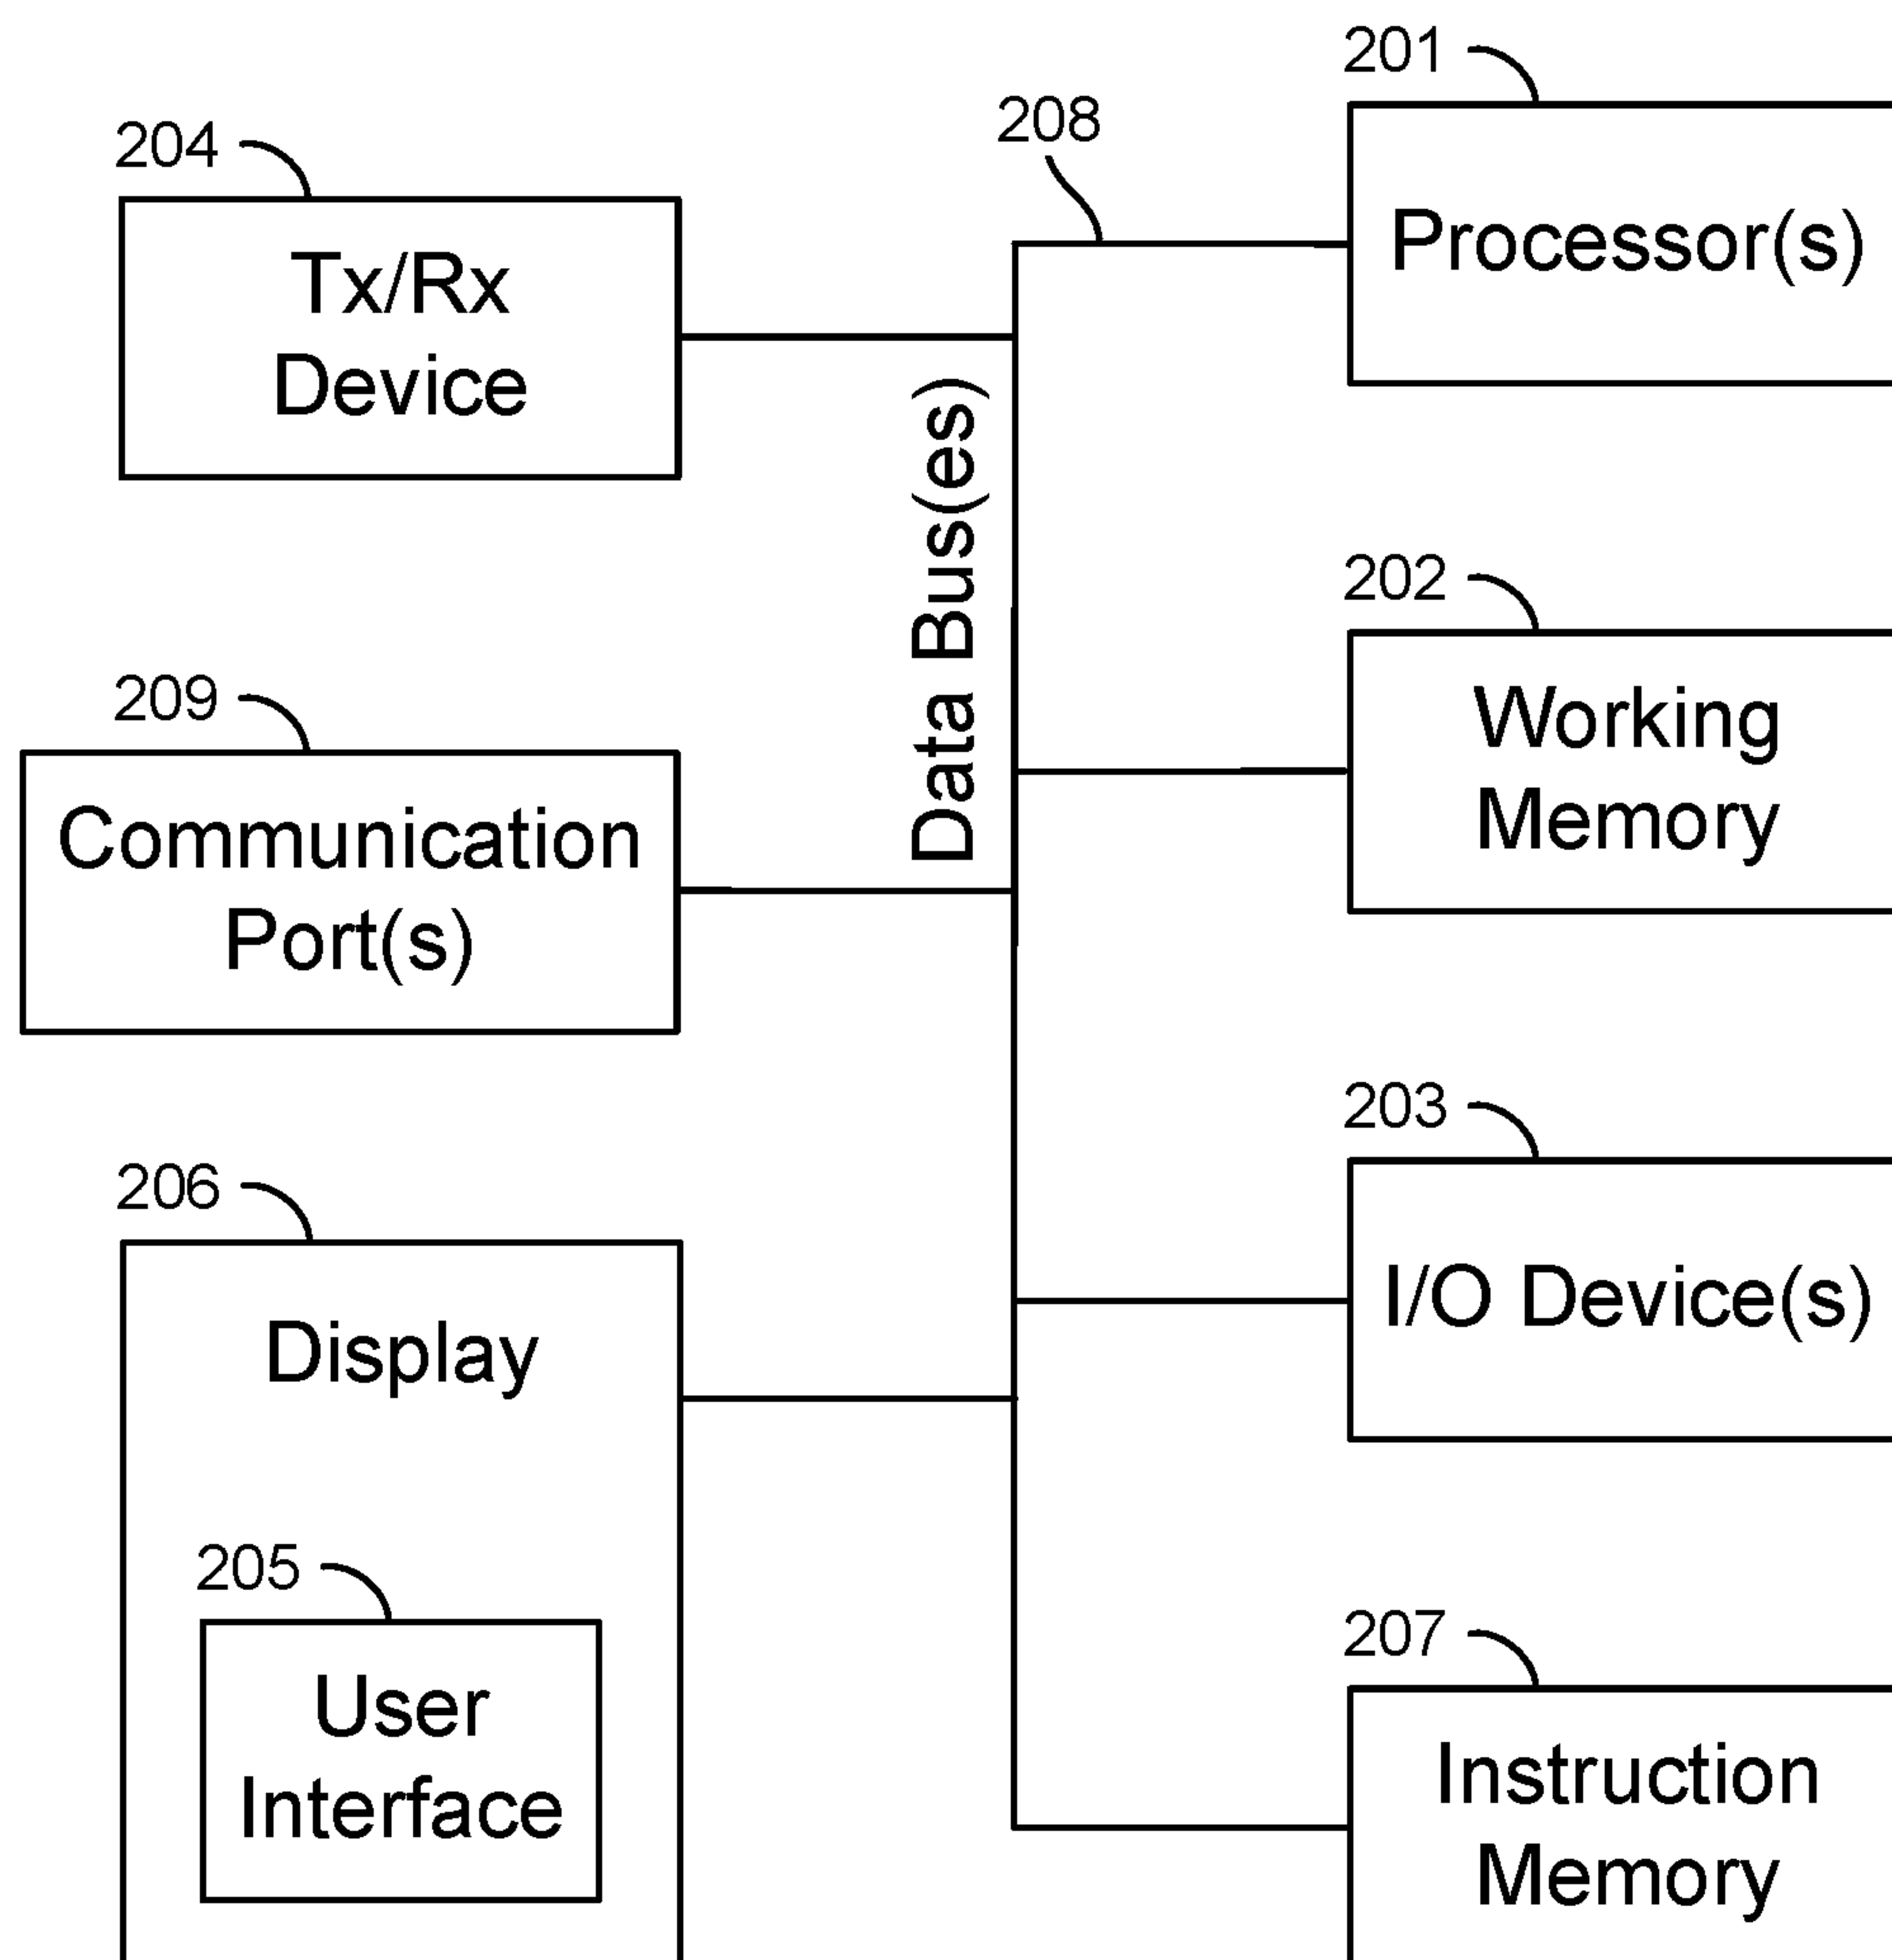 201
208
204
Processor(s)
Tx/Rx
Device
Data Bus(es)
202
209
Working
Memory
Communication
Port(s)
203
206
I/O Device(s)
Display
205
207
User
Interface
Instruction
Memory